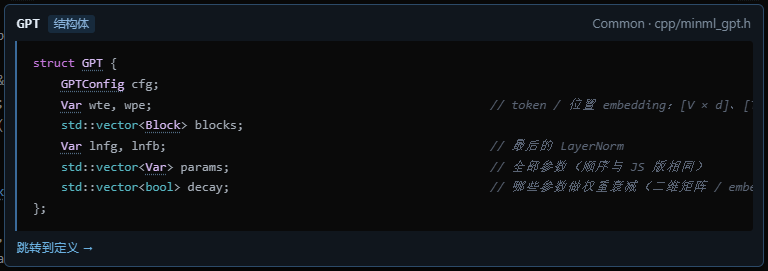 GPT 结构体 Common · cpp/minml_gpt.h
struct GPT {
GPTConfig cfg;
Var wte, wpe; // token / 位置 embedding：[V × d]、[
std::vector<Block> blocks;
Var lnfg, lnfb; // 最后的 LayerNorm
std::vector<Var> params; // 全部参数（顺序与 JS 版相同）
std::vector<bool> decay; // 哪些参数做权重衰减（二维矩阵 / embe
};
跳转到定义 →